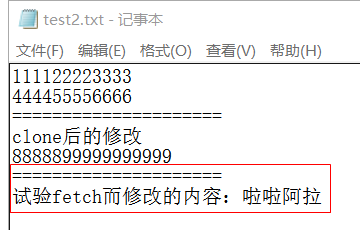 test2.txt - 记事本
文件(F) 编辑(E) 格式(O) 查看(V) 帮助(H)
111122223333
444455556666
=====================
clone后的修改
8888899999999999
=====================
试验fetch而修改的内容：啦啦阿拉